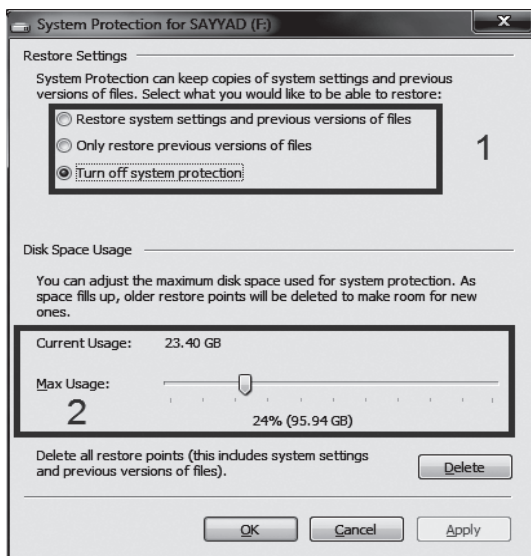 System Protection for SAYYAD (F:)
X
Restore Settings
System Protection can keep copies of system settings and previous
versions of files. Select what you would like to be able to restore:
Restore system settings and previous versions of files
Only restore previous versions of files
Turn off system protection
1
Disk Space Usage
You can adjust the maximum disk space used for system protection. As
space fills up, older restore points will be deleted to make room for new
ones.
Current Usage: 23.40 GB
Max Usage:
2
24% (95.94 GB)
Delete all restore points (this includes system settings
and previous versions of files).
Delete
OK Cancel Apply